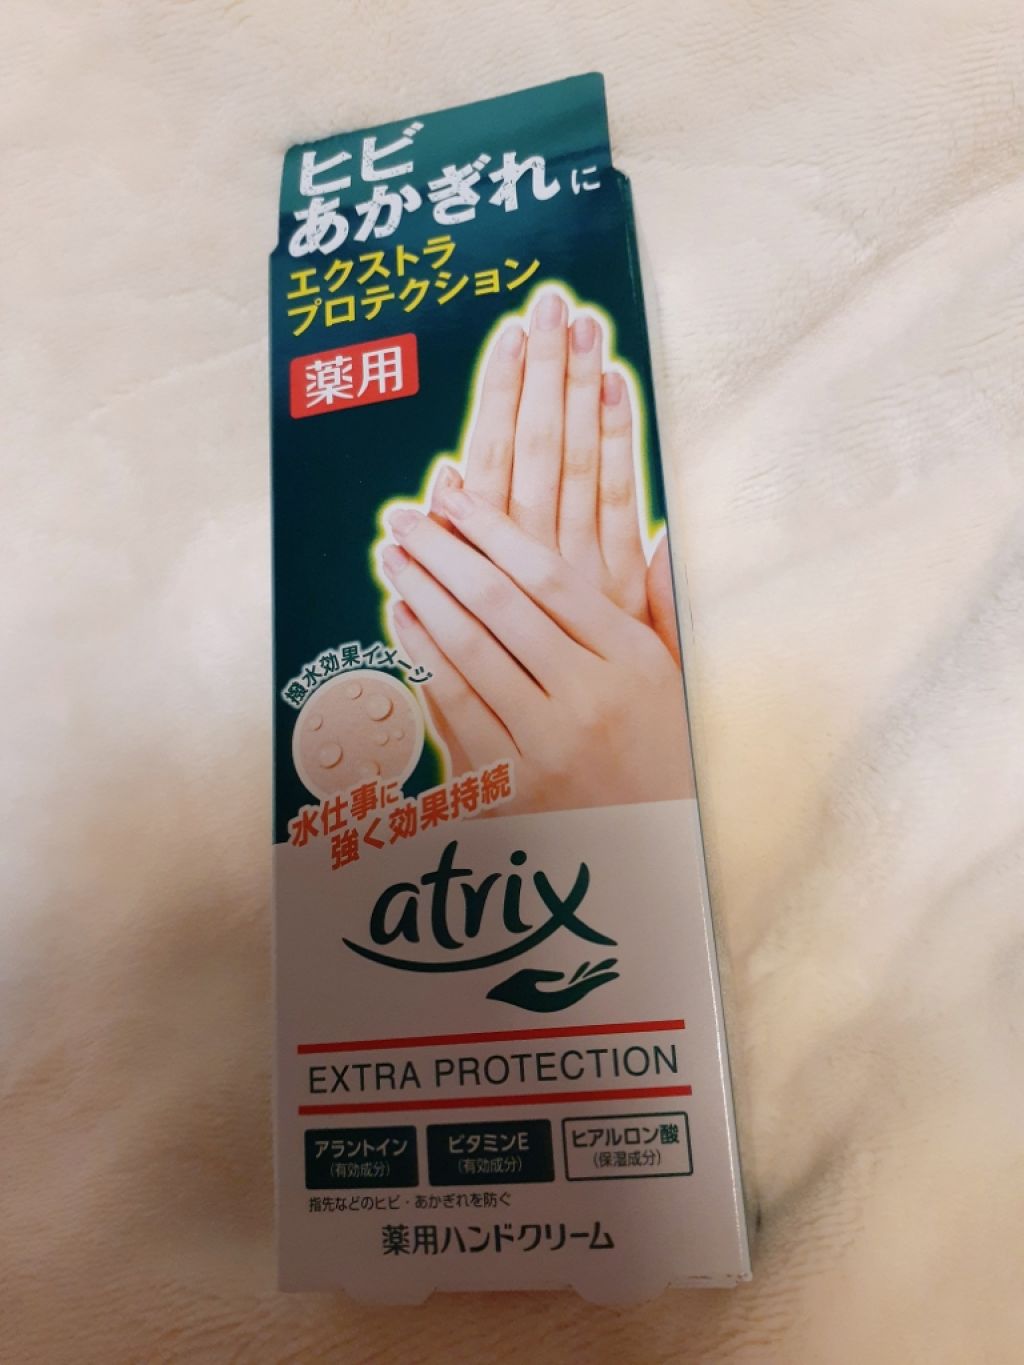 ヒビ
あかぎれに
エクストラ
プロテクション
薬用
撥水効果イメージ
水仕事に
強く効果持続
atrix
EXTRA PROTECTION
アラントイン
(有効成分)
ビタミンE
(有効成分)
ヒアルロン酸
(保湿成分)
指先などのヒビ・あかぎれを防ぐ
薬用ハンドクリーム